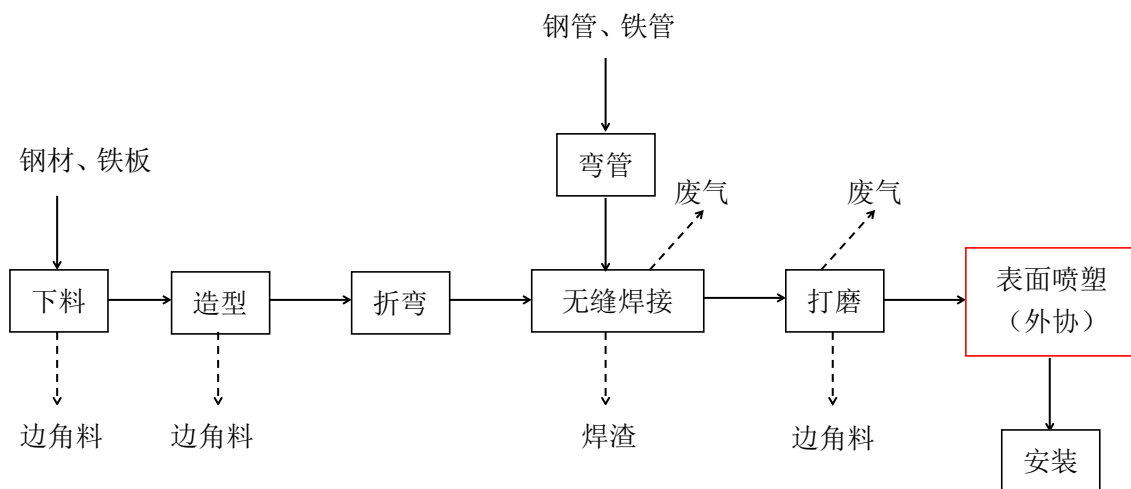 钢管、铁管
钢材、铁板
弯管
废气
废气
下料
造型
折弯
无缝焊接
打磨
表面喷塑
（外协）
边角料
边角料
焊渣
边角料
安装